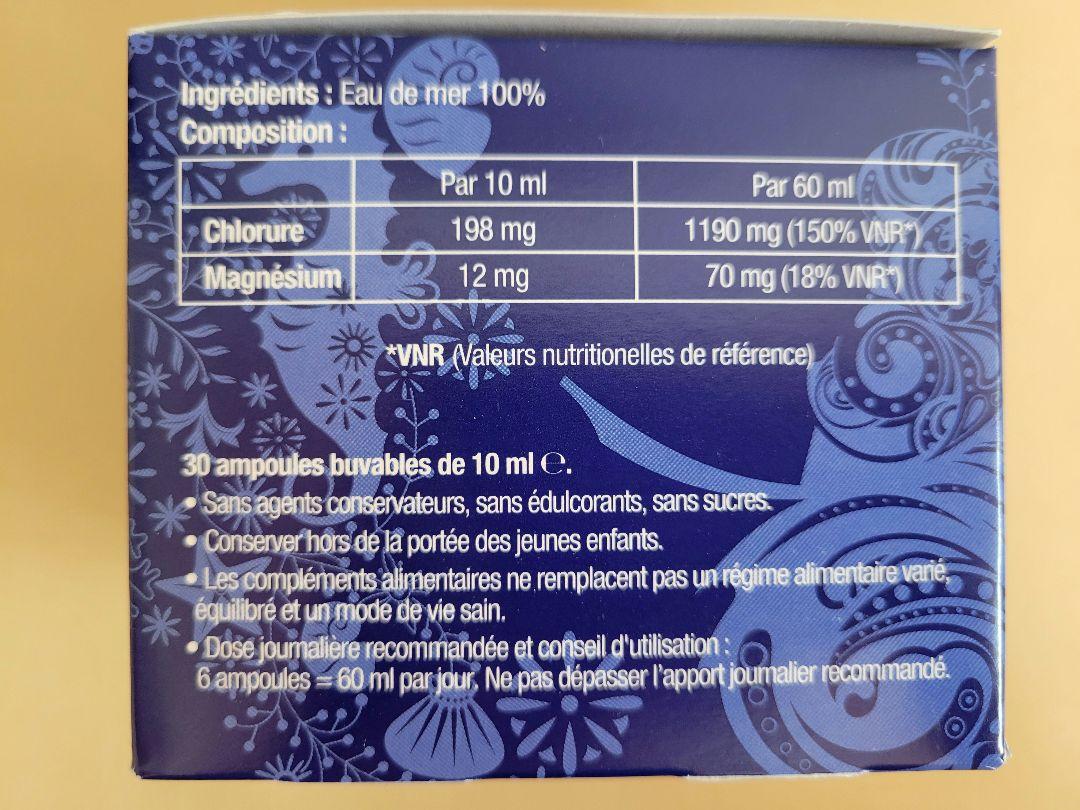 Ingrédients : Eau de mer 100%
Composition :
Par 10 ml Par 60 ml
Chlorure 198 mg 1190 mg (150% VNR*)
Magnésium 12 mg 70 mg (18% VNR*)
*VNR (Valeurs nutritionelles de référence)
30 ampoules buvables de 10 ml ℮.
• Sans agents conservateurs, sans édulcorants, sans sucres.
• Conserver hors de la portée des jeunes enfants.
• Les compléments alimentaires ne remplacent pas un régime alimentaire varié,
équilibré et un mode de vie sain.
• Dose journalière recommandée et conseil d'utilisation :
6 ampoules = 60 ml par jour. Ne pas dépasser l'apport journalier recommandé.